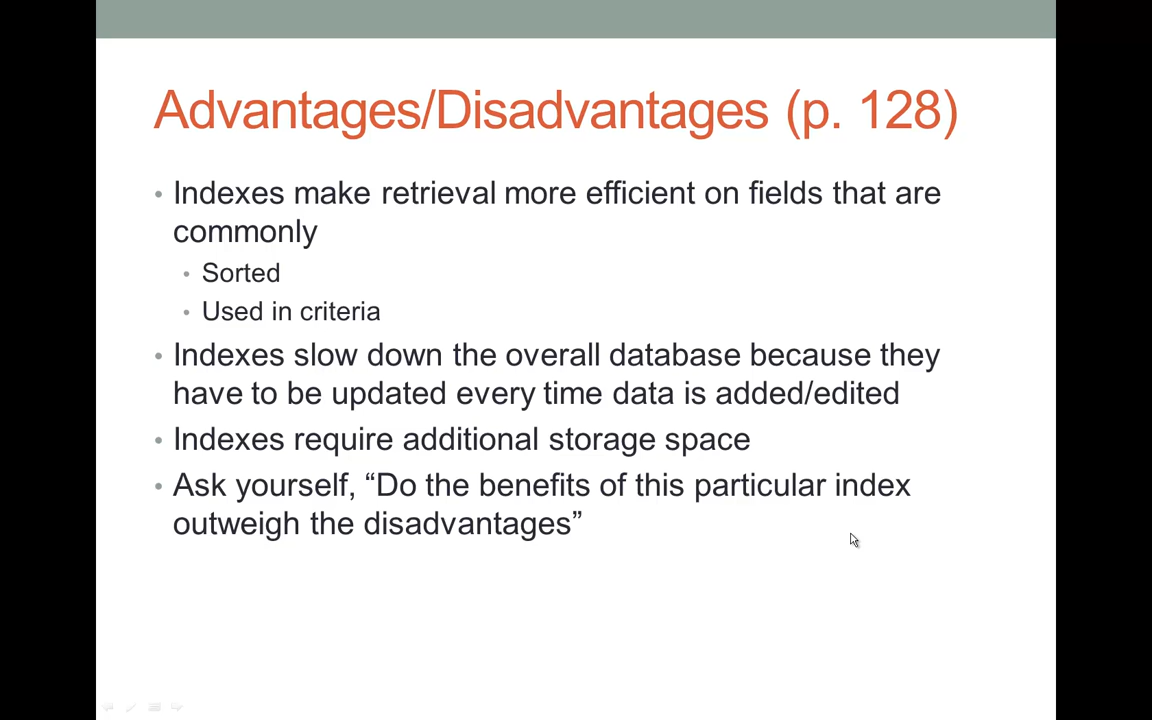 Advantages/Disadvantages (p. 128)
• Indexes make retrieval more efficient on fields that are
commonly
• Sorted
• Used in criteria
• Indexes slow down the overall database because they
have to be updated every time data is added/edited
• Indexes require additional storage space
• Ask yourself, “Do the benefits of this particular index
outweigh the disadvantages”